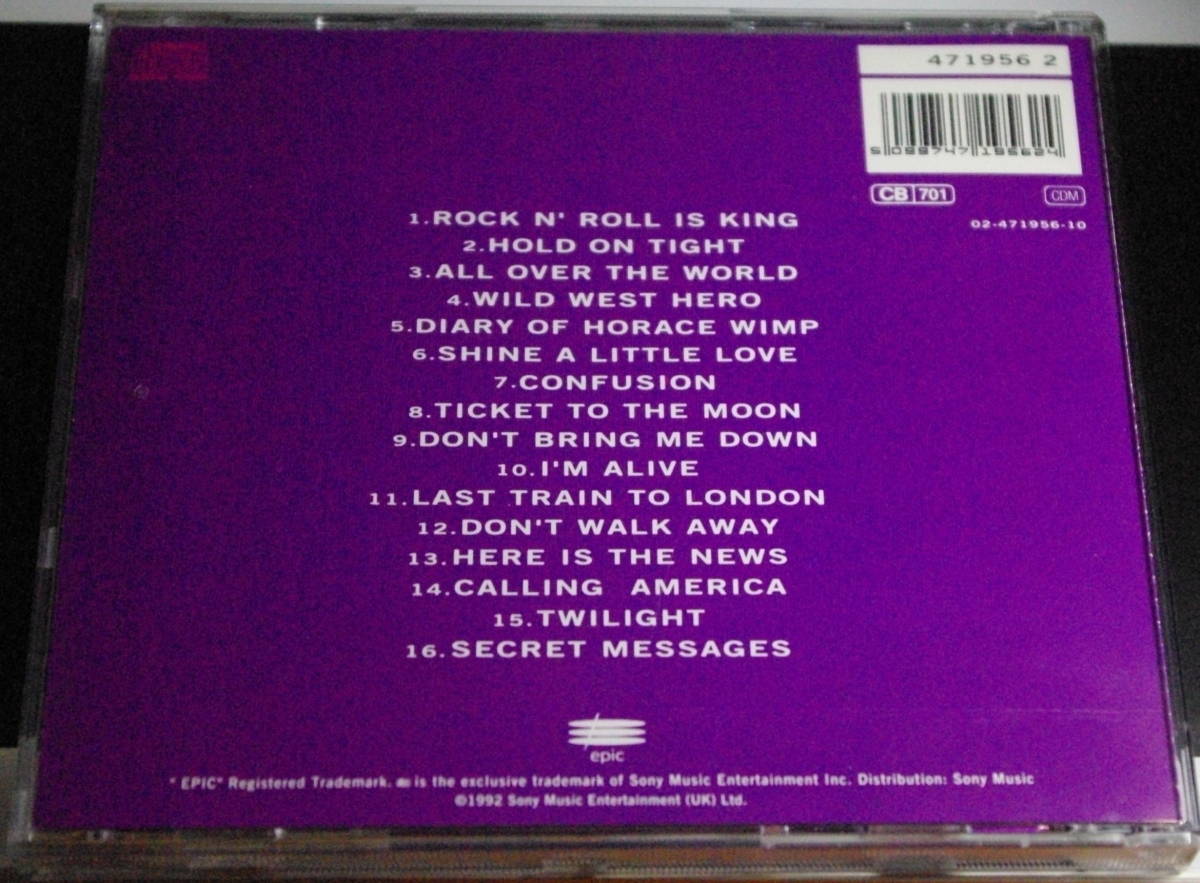 471956 2
5 099747 195624
CB 701
CDM
02-471956-10
1.ROCK N' ROLL IS KING
2.HOLD ON TIGHT
3.ALL OVER THE WORLD
4.WILD WEST HERO
5.DIARY OF HORACE WIMP
6.SHINE A LITTLE LOVE
7.CONFUSION
8.TICKET TO THE MOON
9.DON'T BRING ME DOWN
10.I'M ALIVE
11.LAST TRAIN TO LONDON
12.DON'T WALK AWAY
13.HERE IS THE NEWS
14.CALLING AMERICA
15.TWILIGHT
16.SECRET MESSAGES
epic
" EPIC" Registered Trademark. is the exclusive trademark of Sony Music Entertainment Inc. Distribution: Sony Music
©1992 Sony Music Entertainment (UK) Ltd.